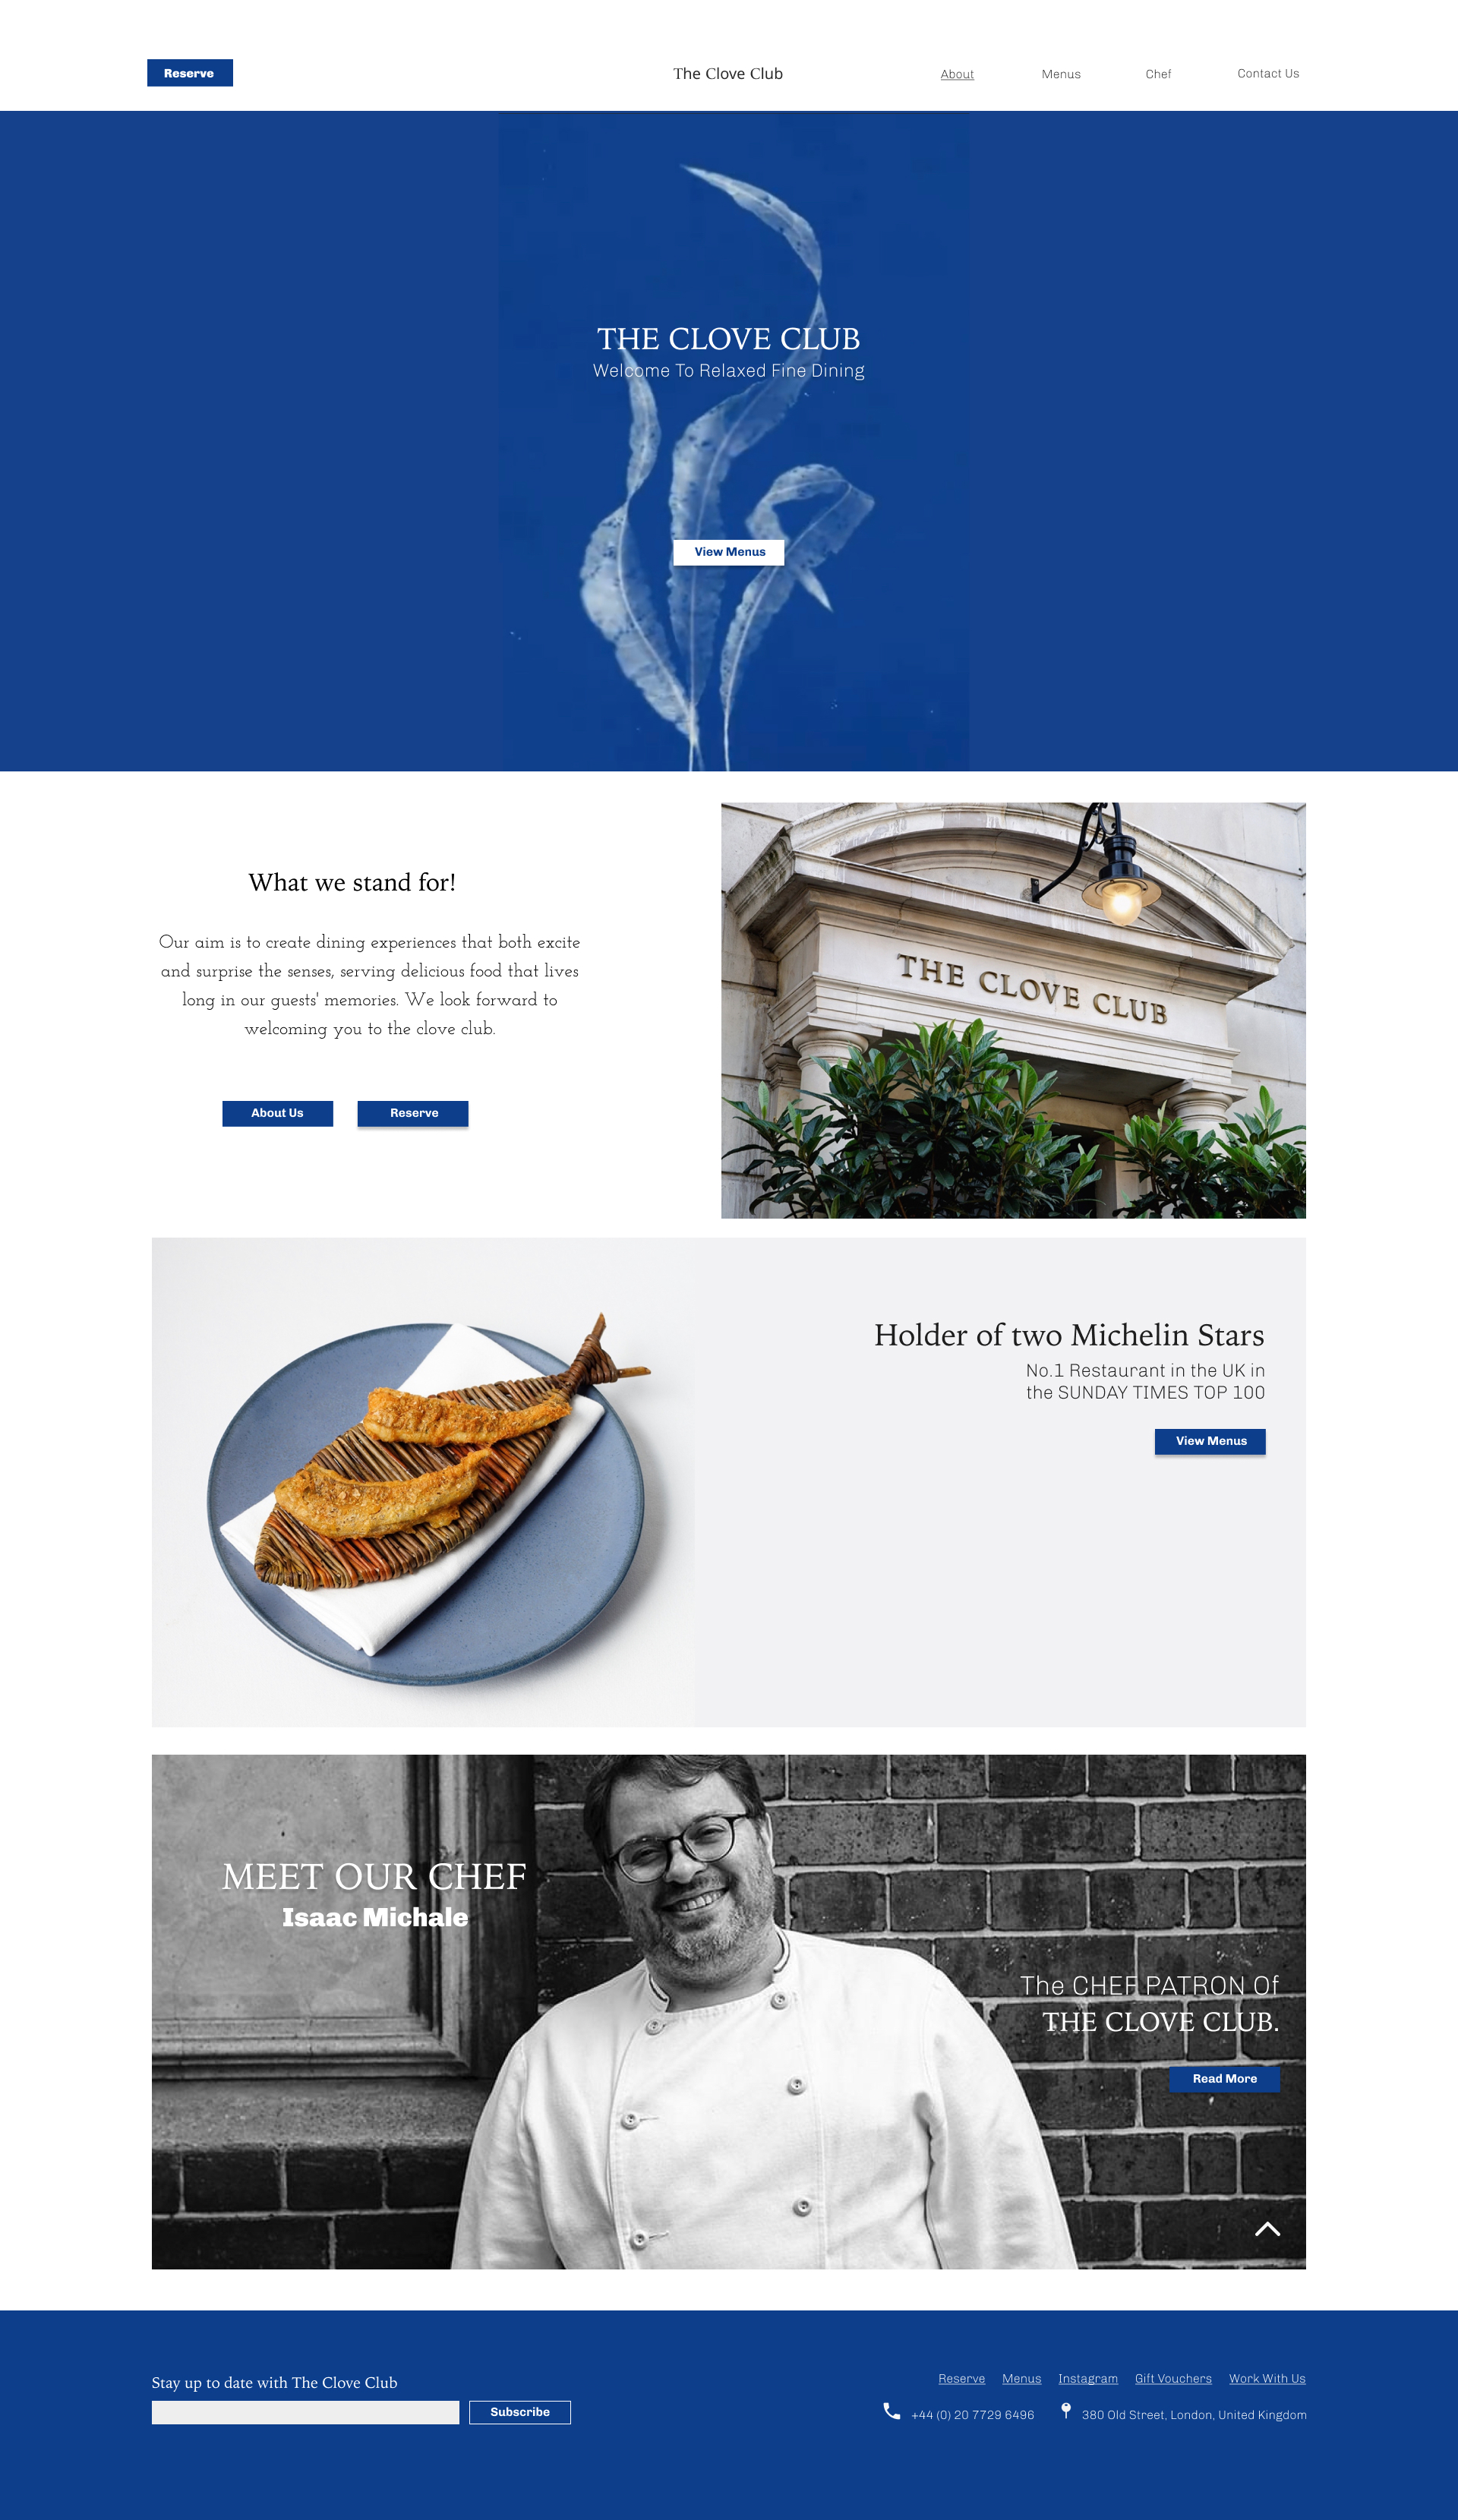 Reserve
The Clove Club
About
Menus
Chef
Contact Us
THE CLOVE CLUB
Welcome To Relaxed Fine Dining
View Menus
What we stand for!
Our aim is to create dining experiences that both excite
and surprise the senses, serving delicious food that lives
long in our guests' memories. We look forward to
welcoming you to the clove club.
About Us
Reserve
THE CLOVE CLUB
Holder of two Michelin Stars
No.1 Restaurant in the UK in
the SUNDAY TIMES TOP 100
View Menus
MEET OUR CHEF
Isaac Michale
The CHEF PATRON Of
THE CLOVE CLUB.
Read More
Stay up to date with The Clove Club
Subscribe
Reserve
Menus
Instagram
Gift Vouchers
Work With Us
+44 (0) 20 7729 6496
380 Old Street, London, United Kingdom